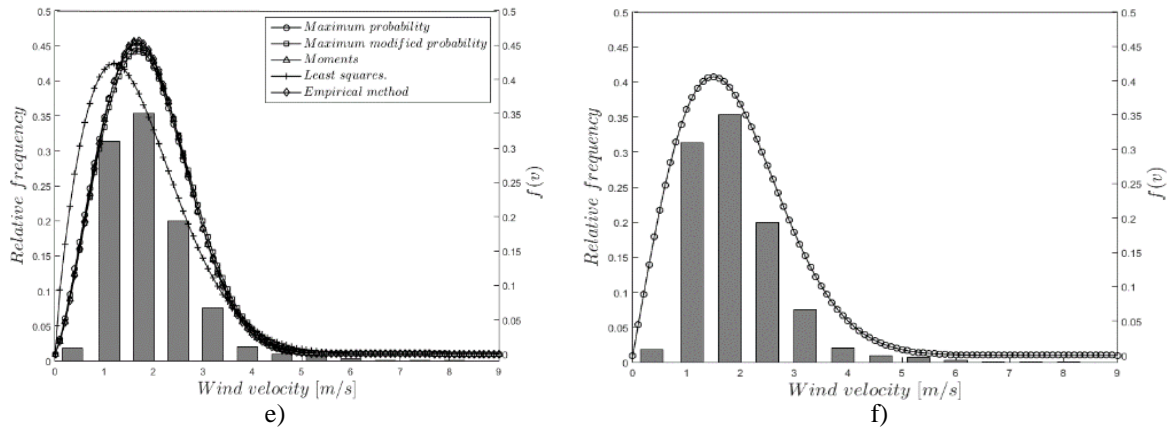 0.5
0.45
0.4
0.35
0.3
0.25
0.2
0.15
0.1
0.05
0
Relative frequency
Maximum probability
Maximum modified probability
Moments
Least squares.
Empirical method
0.5
0.45
0.4
0.35
0.3
0.25
0.2
0.15
0.1
0.05
0
f(v)
0 1 2 3 4 5 6 7 8 9
Wind velocity [m/s]
e)
0.5
0.45
0.4
0.35
0.3
0.25
0.2
0.15
0.1
0.05
0
Relative frequency
0.5
0.45
0.4
0.35
0.3
0.25
0.2
0.15
0.1
0.05
0
f(v)
0 1 2 3 4 5 6 7 8 9
Wind velocity [m/s]
f)